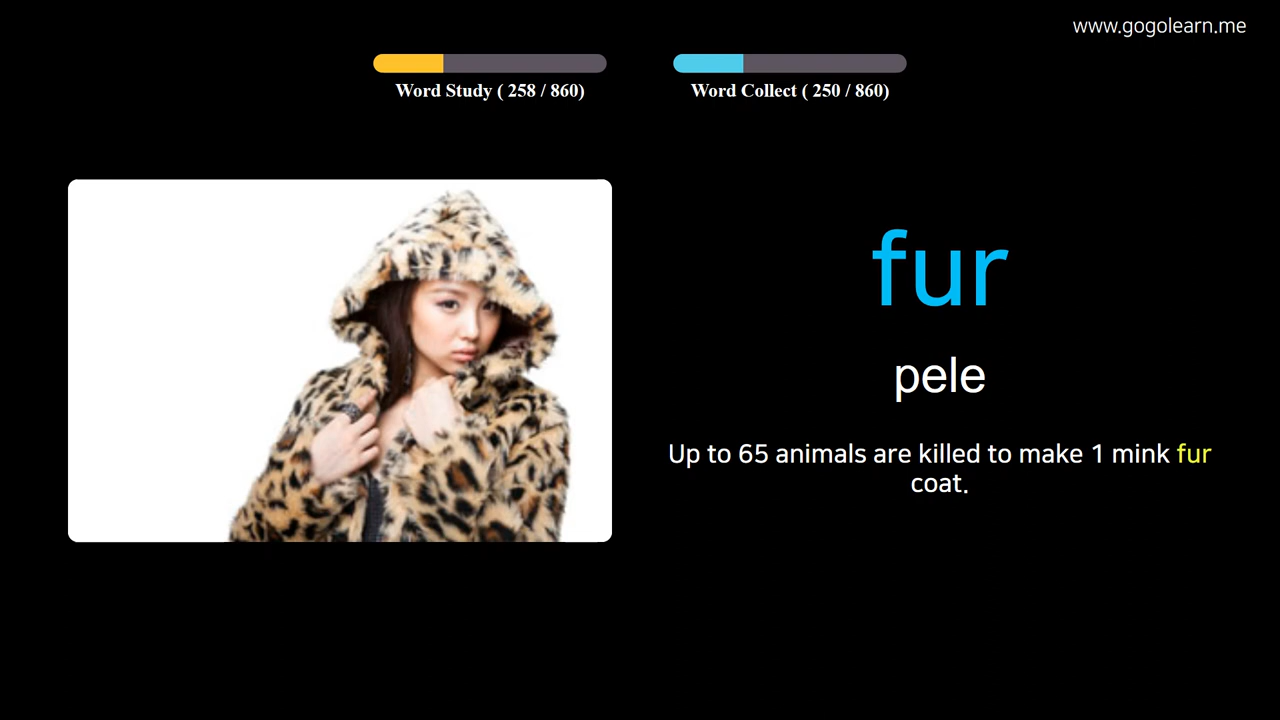 www.gogolearn.me
Word Study ( 258 / 860)
Word Collect ( 250 / 860)
fur
pele
Up to 65 animals are killed to make 1 mink fur
coat.